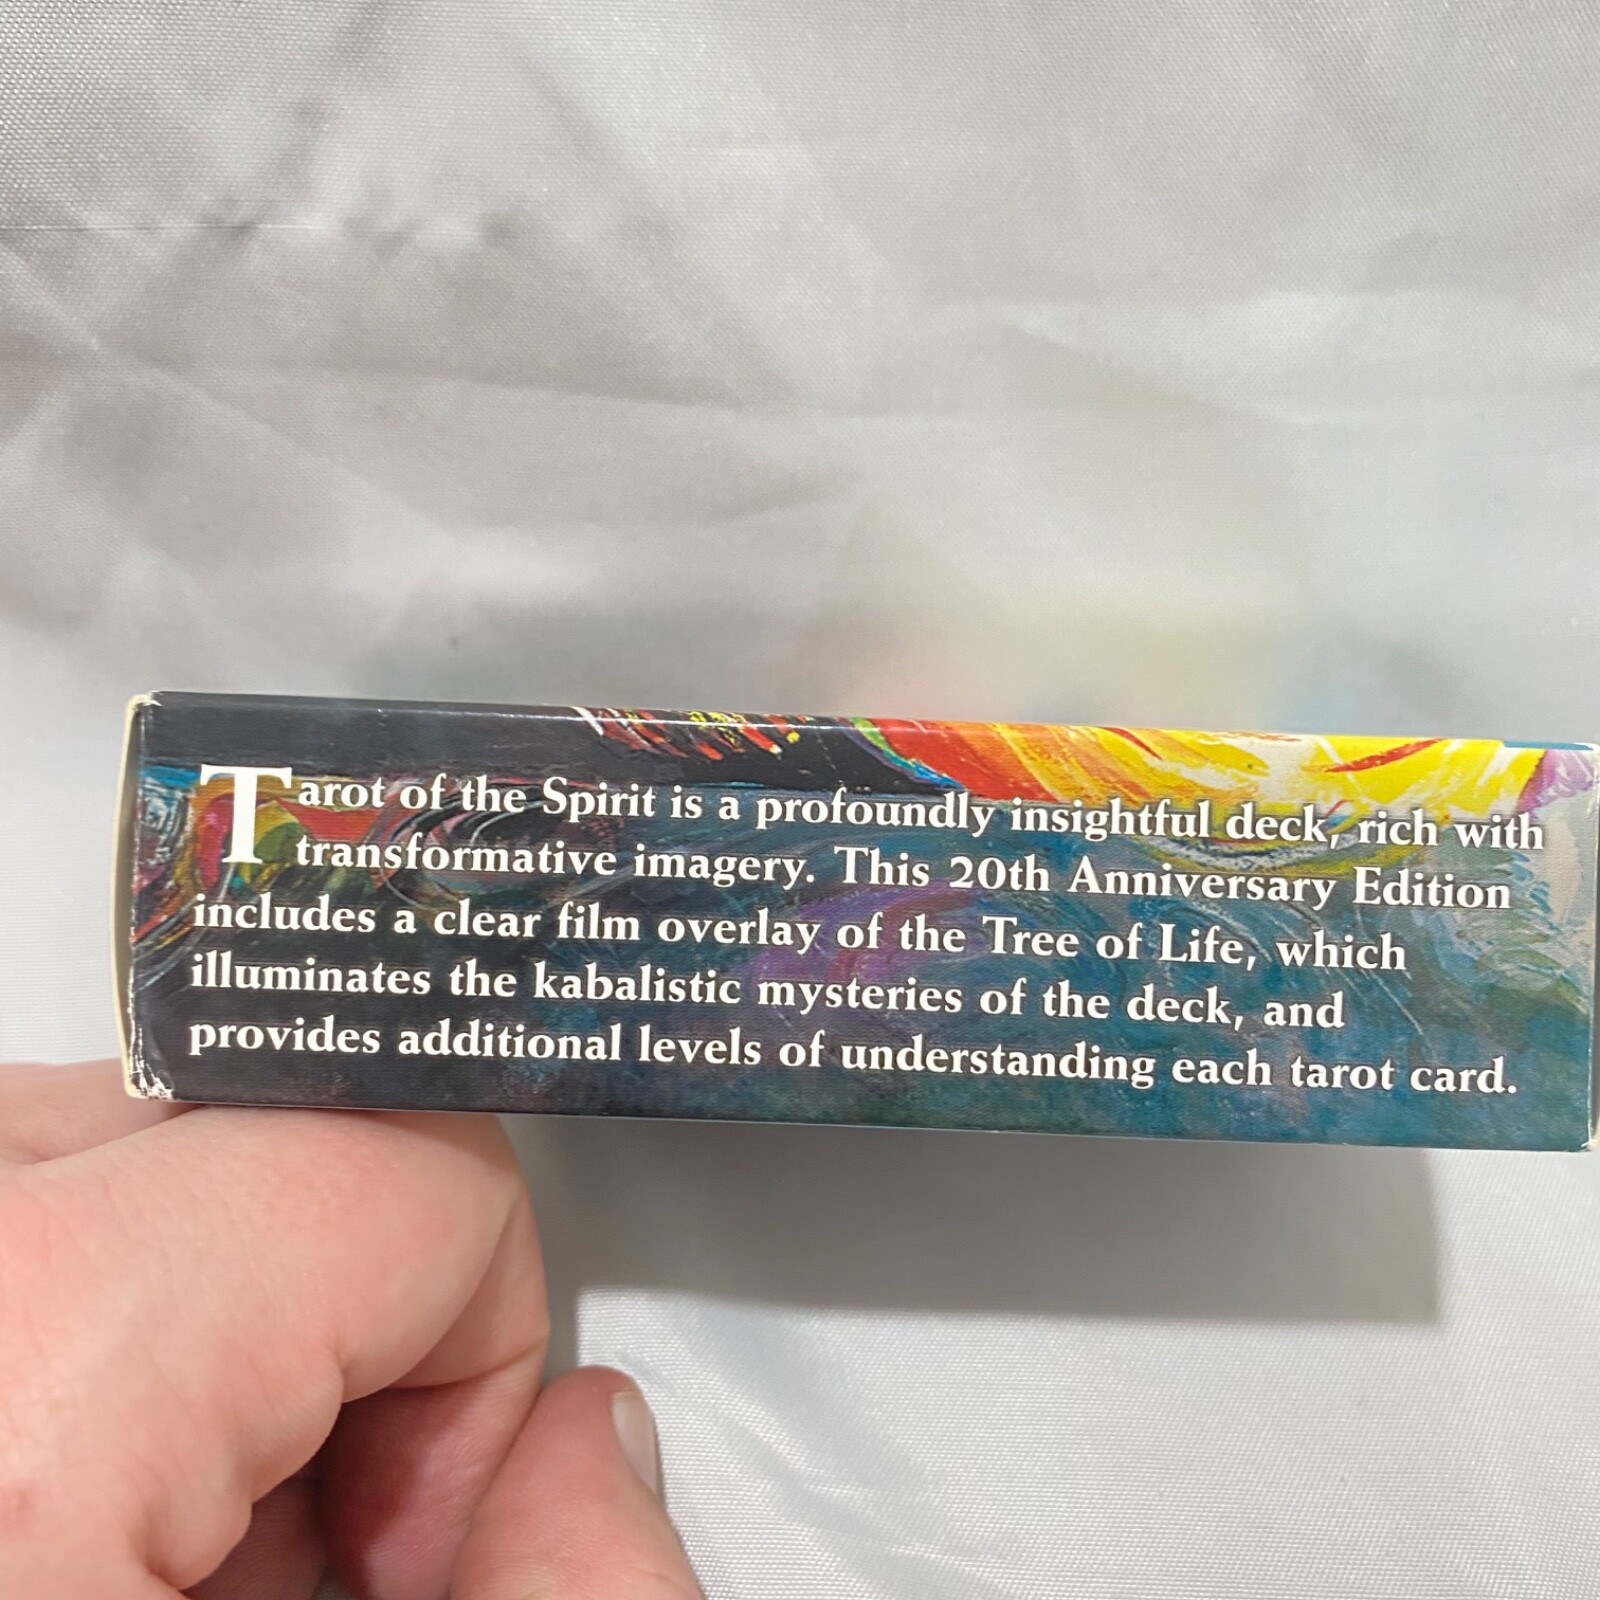 Tarot of the Spirit is a profoundly insightful deck, rich with
transformative imagery. This 20th Anniversary Edition
includes a clear film overlay of the Tree of Life, which
illuminates the kabalistic mysteries of the deck, and
provides additional levels of understanding each tarot card.